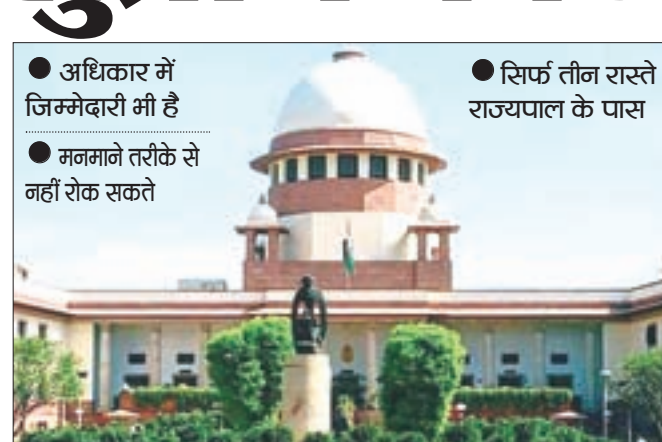 ● अधिकार में
जिम्मेदारी भी है
● मनमाने तरीके से
नहीं रोक सकते
● सिर्फ तीन रास्ते
राज्यपाल के पास